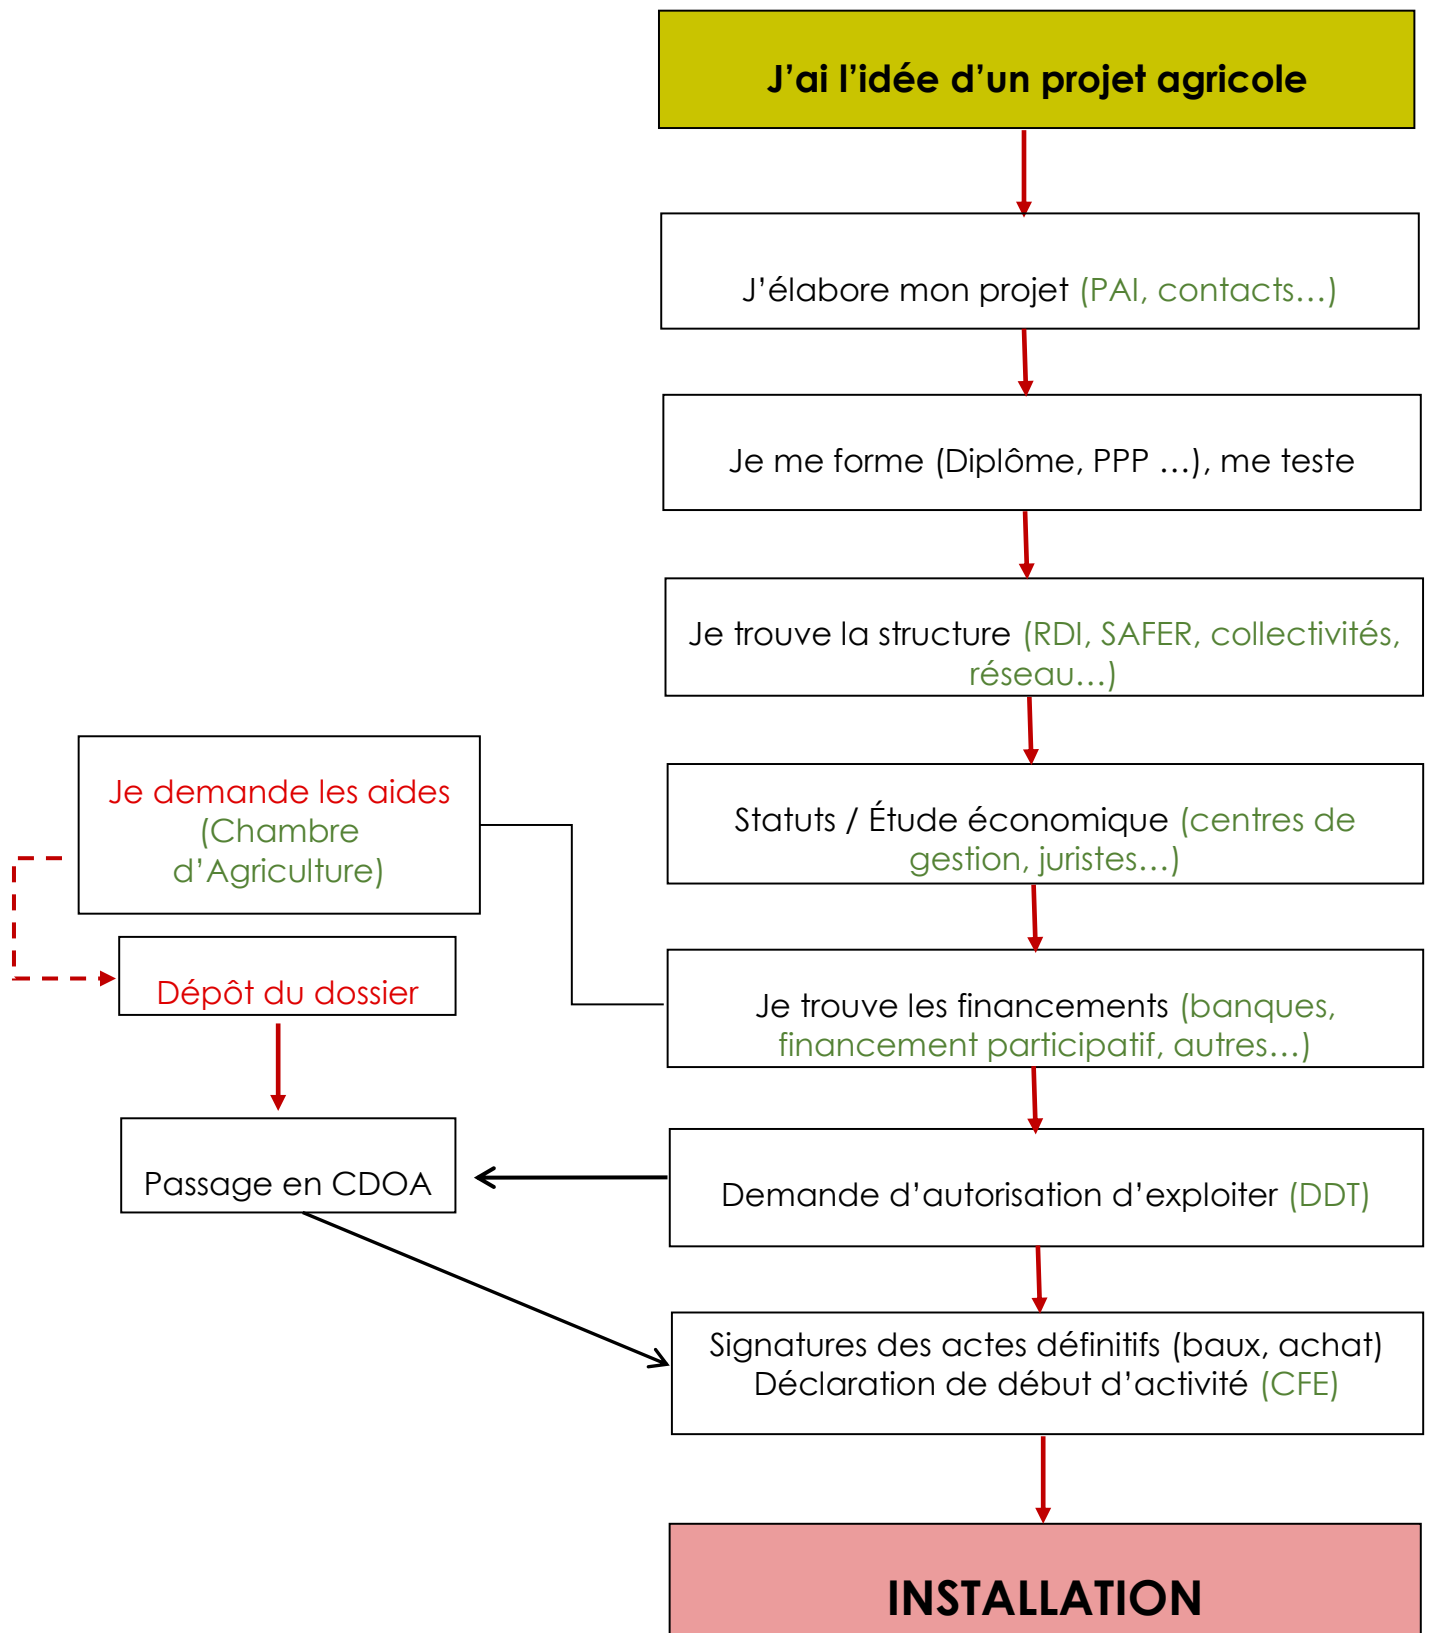 J’ai l’idée d’un projet agricole
J’élabore mon projet (PAI, contacts…)
Je me forme (Diplôme, PPP …), me teste
Je trouve la structure (RDI, SAFER, collectivités,
réseau…)
Je demande les aides
(Chambre
d’Agriculture)
Statuts / Étude économique (centres de
gestion, juristes…)
Dépôt du dossier
Je trouve les financements (banques,
financement participatif, autres…)
Passage en CDOA
Demande d’autorisation d’exploiter (DDT)
Signatures des actes définitifs (baux, achat)
Déclaration de début d’activité (CFE)
INSTALLATION